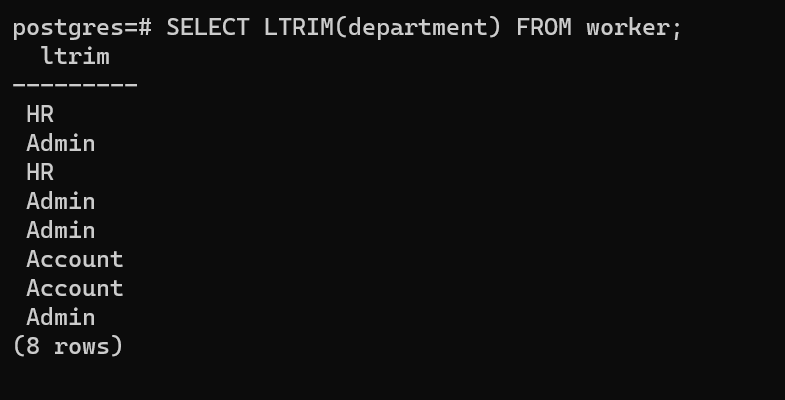 postgres=# SELECT LTRIM(department) FROM worker;
  ltrim
---------
 HR
 Admin
 HR
 Admin
 Admin
 Account
 Account
 Admin
(8 rows)